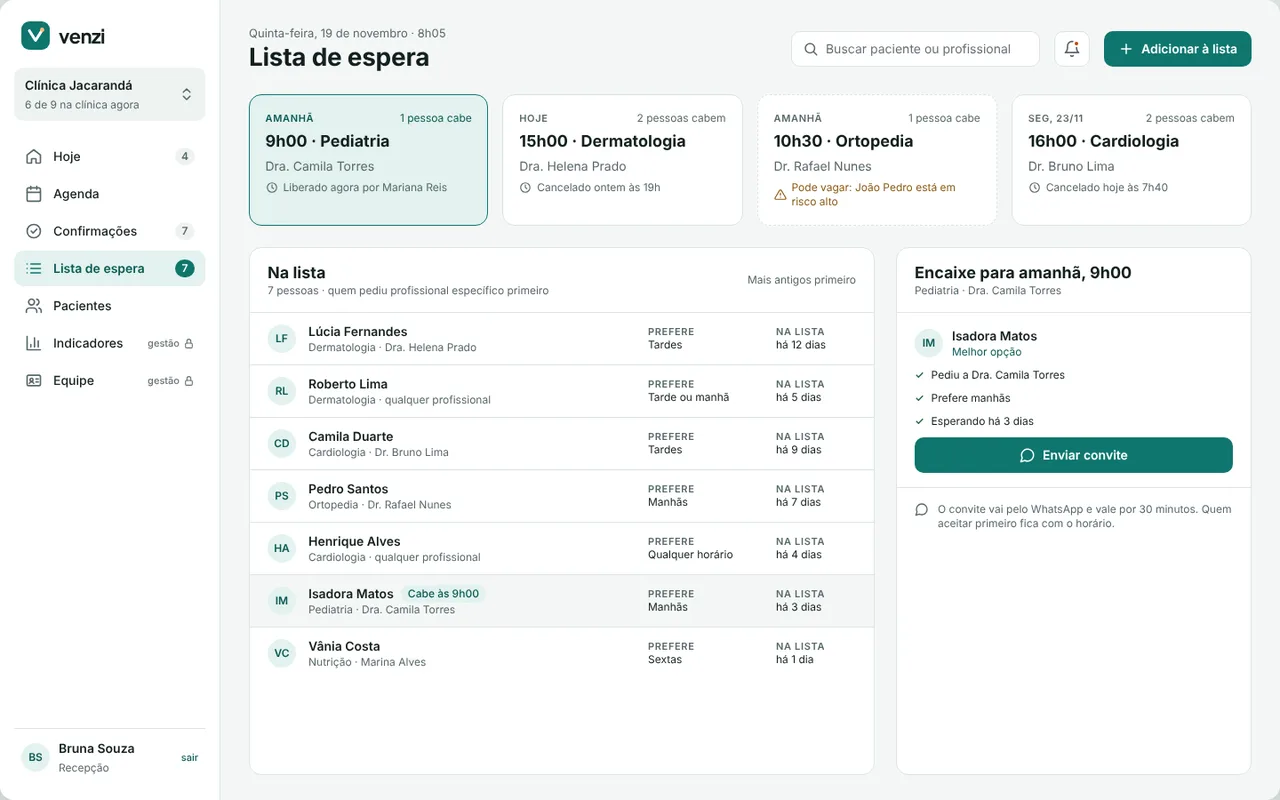 venzi
Clínica Jacarandá
6 de 9 na clínica agora
Hoje 4
Agenda
Confirmações 7
Lista de espera 7
Pacientes
Indicadores gestão
Equipe gestão
BS
Bruna Souza
Recepção
sair
Quinta-feira, 19 de novembro · 8h05
Lista de espera
Buscar paciente ou profissional
Adicionar à lista
AMANHÃ 1 pessoa cabe
9h00 · Pediatria
Dra. Camila Torres
Liberado agora por Mariana Reis
HOJE 2 pessoas cabem
15h00 · Dermatologia
Dra. Helena Prado
Cancelado ontem às 19h
AMANHÃ 1 pessoa cabe
10h30 · Ortopedia
Dr. Rafael Nunes
Pode vagar: João Pedro está em
risco alto
SEG, 23/11 2 pessoas cabem
16h00 · Cardiologia
Dr. Bruno Lima
Cancelado hoje às 7h40
Na lista
7 pessoas · quem pediu profissional específico primeiro
Mais antigos primeiro
LF
Lúcia Fernandes
Dermatologia · Dra. Helena Prado
PREFERE
Tardes
NA LISTA
há 12 dias
RL
Roberto Lima
Dermatologia · qualquer profissional
PREFERE
Tarde ou manhã
NA LISTA
há 5 dias
CD
Camila Duarte
Cardiologia · Dr. Bruno Lima
PREFERE
Tardes
NA LISTA
há 9 dias
PS
Pedro Santos
Ortopedia · Dr. Rafael Nunes
PREFERE
Manhãs
NA LISTA
há 7 dias
HA
Henrique Alves
Cardiologia · qualquer profissional
PREFERE
Qualquer horário
NA LISTA
há 4 dias
IM
Isadora Matos Cabe às 9h00
Pediatria · Dra. Camila Torres
PREFERE
Manhãs
NA LISTA
há 3 dias
VC
Vânia Costa
Nutrição · Marina Alves
PREFERE
Sextas
NA LISTA
há 1 dia
Encaixe para amanhã, 9h00
Pediatria · Dra. Camila Torres
IM
Isadora Matos
Melhor opção
Pediu a Dra. Camila Torres
Prefere manhãs
Esperando há 3 dias
Enviar convite
O convite vai pelo WhatsApp e vale por 30 minutos. Quem
aceitar primeiro fica com o horário.